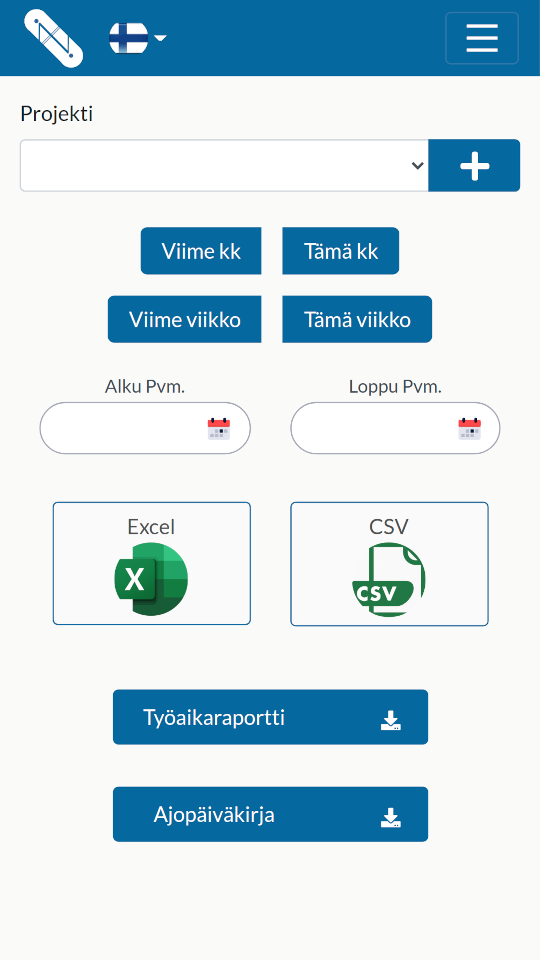 Projekti
Viime kk
Tämä kk
Viime viikko
Tämä viikko
Alku Pvm.
Loppu Pvm.
Excel
X
CSV
CSV
Työaikaraportti
Ajopäiväkirja